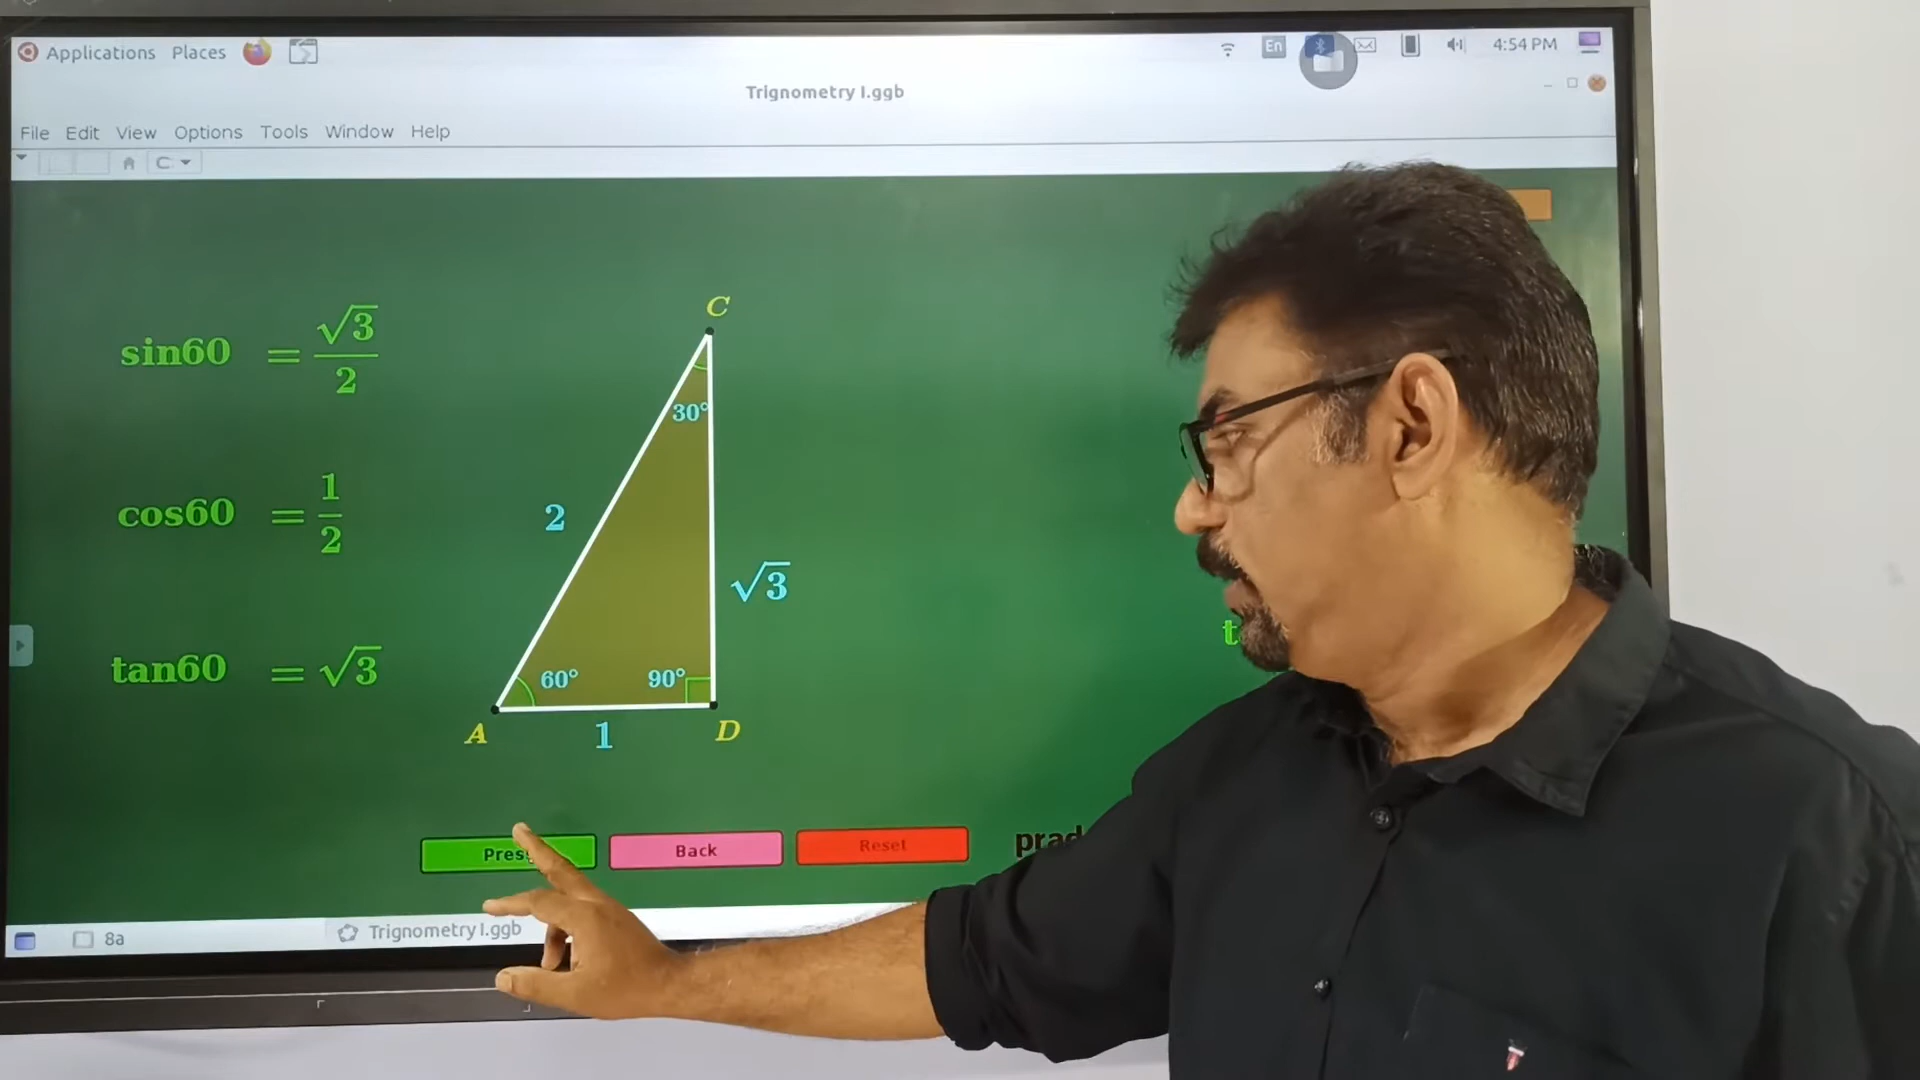 Applications Places
En
4:54 PM
Trignometry I.ggb
File Edit View Options Tools Window Help
C
C
sin60 = √3/2
30°
2
cos60 = 1/2
√3
tan60 = √3
60°
90°
A
1
D
Back
Reset
8a
Trignometry I.ggb